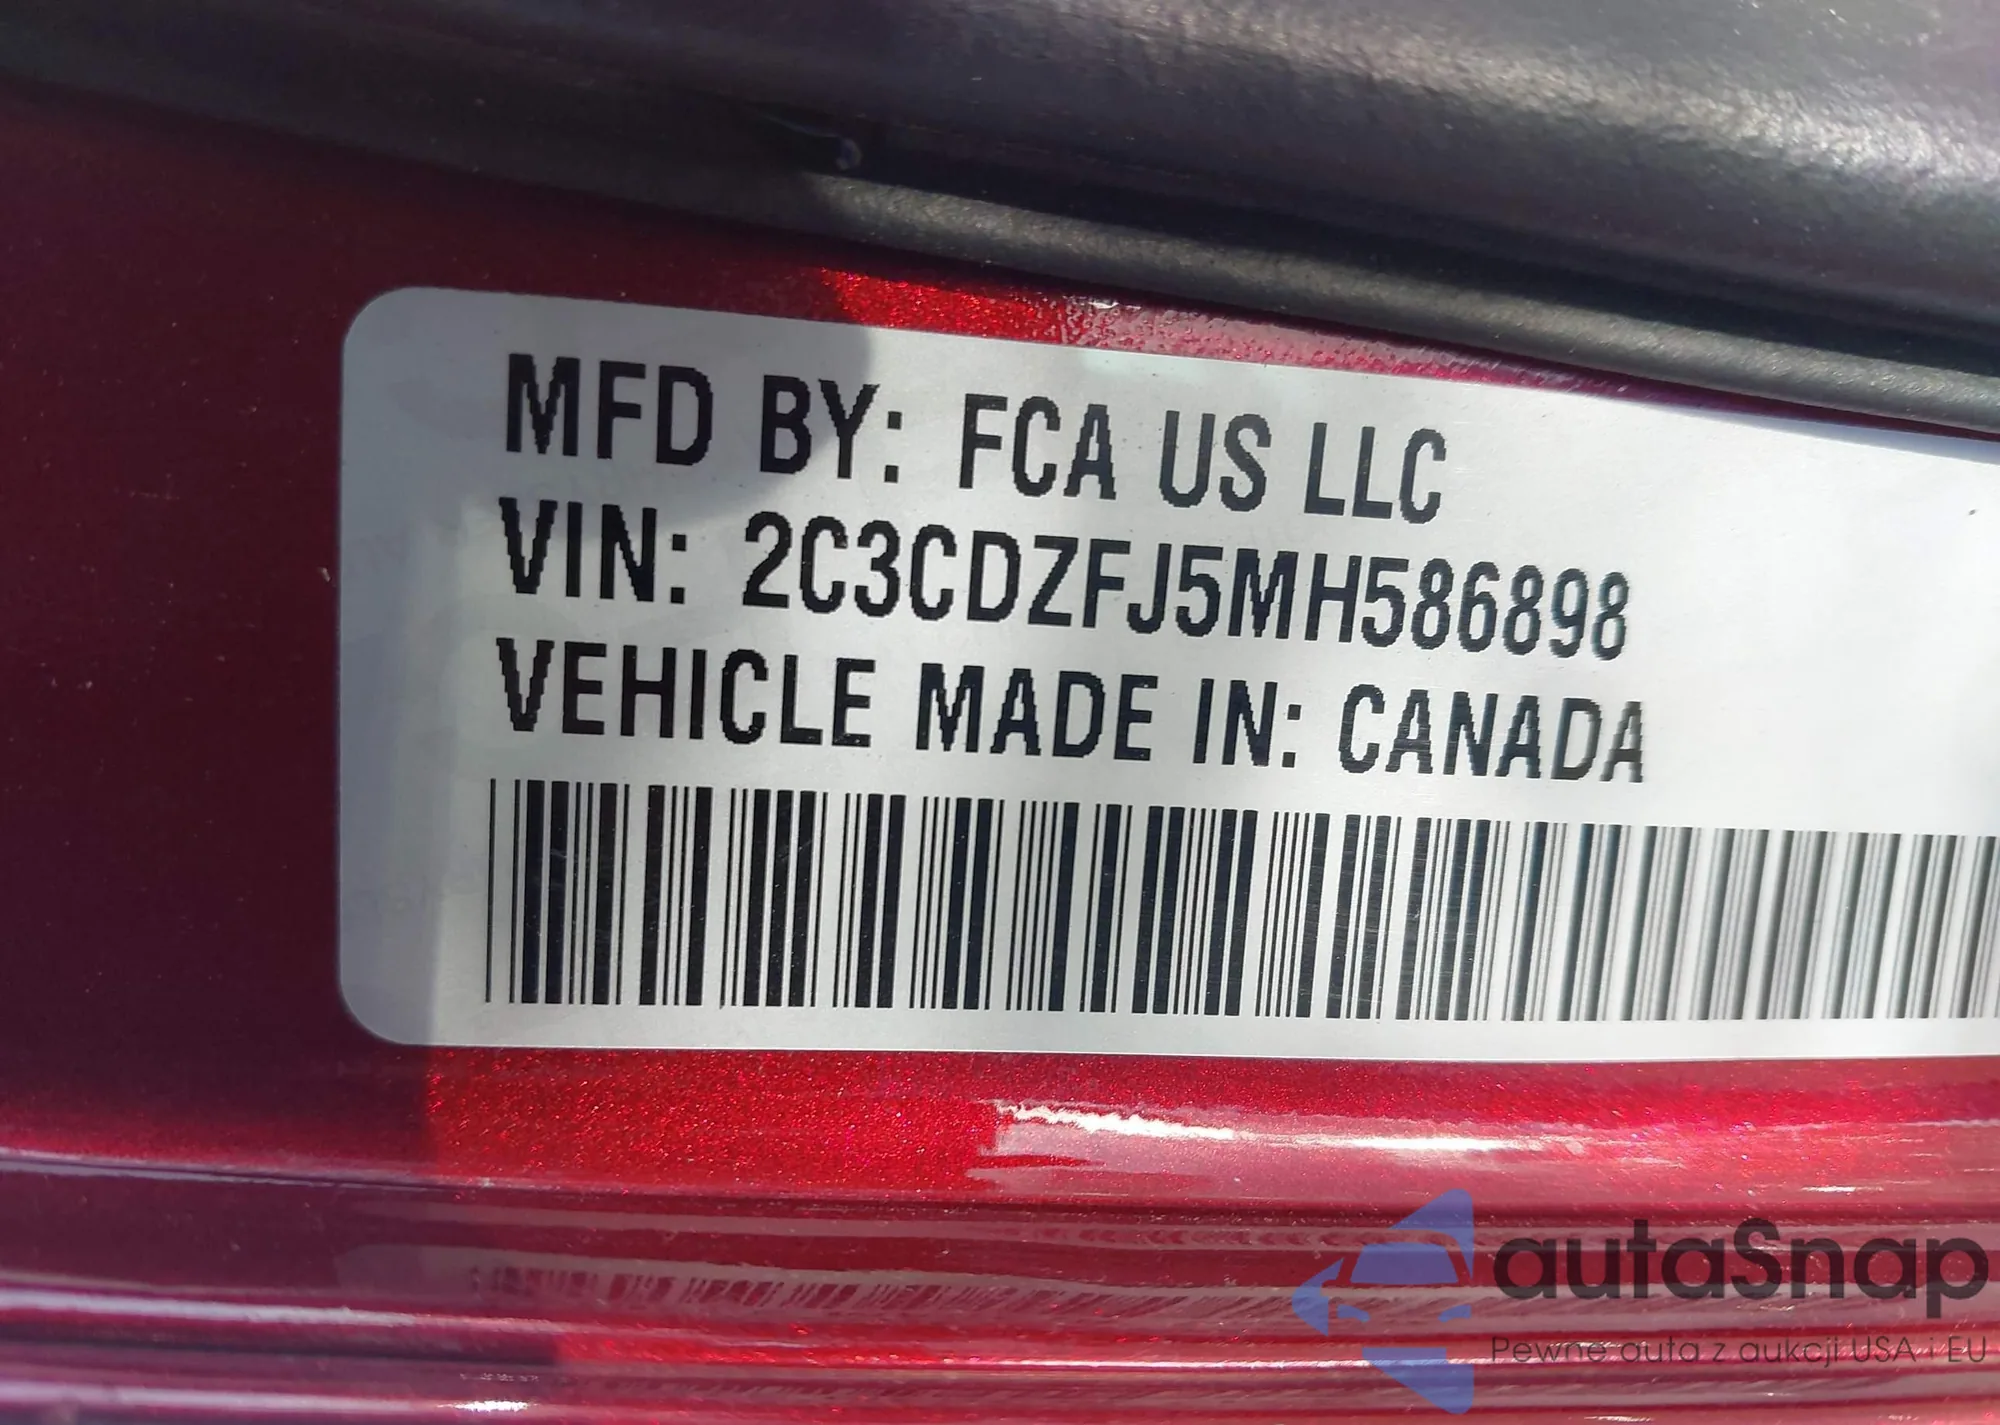 MFD BY: FCA US LLC
VIN: 2C3CDZFJ5MH586898
VEHICLE MADE IN: CANADA
autaSnap
Pewne auta z aukcji USA i EU